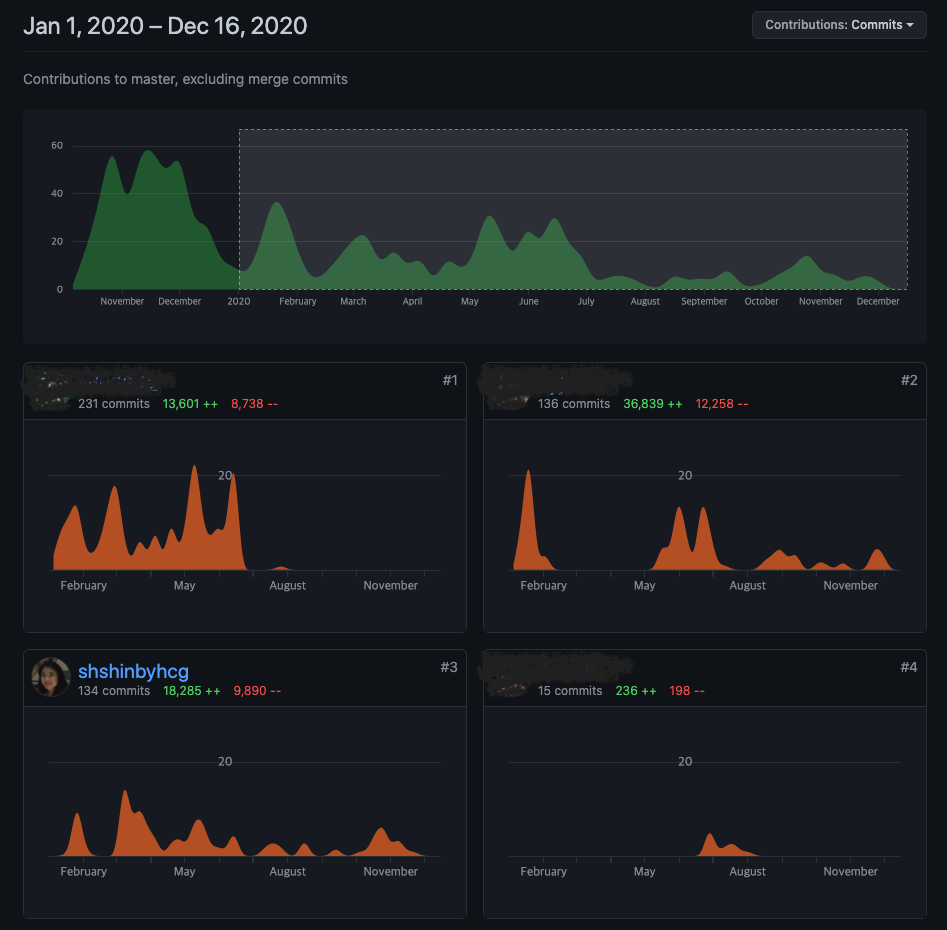 Jan 1, 2020 – Dec 16, 2020
Contributions: Commits
Contributions to master, excluding merge commits
60
40
20
0
November December 2020 February March April May June July August September October November December
#1
231 commits 13,601 ++ 8,738 --
20
February May August November
#2
136 commits 36,839 ++ 12,258 --
20
February May August November
shshinbyhcg #3
134 commits 18,285 ++ 9,890 --
20
February May August November
#4
15 commits 236 ++ 198 --
20
February May August November